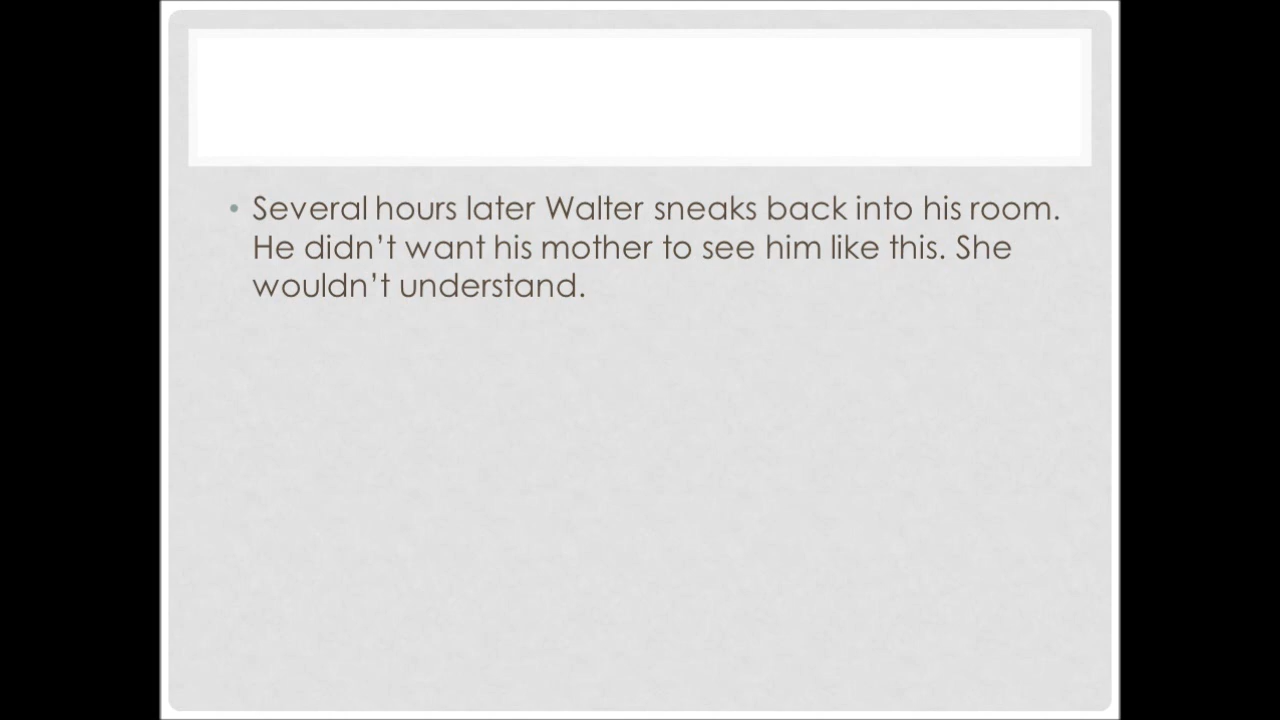 • Several hours later Walter sneaks back into his room.
He didn’t want his mother to see him like this. She
wouldn’t understand.